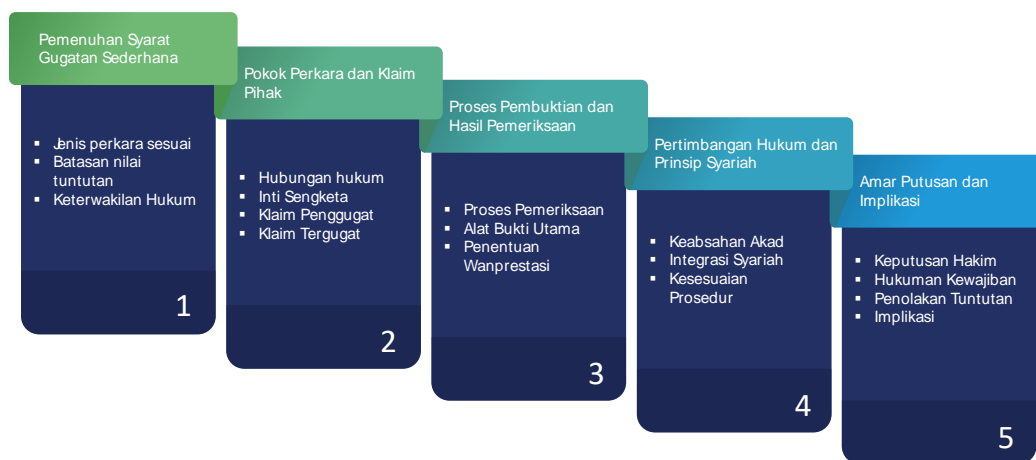 Pemenuhan Syarat
Gugatan Sederhana
Jenis perkara sesuai
Batasan nilai
tuntutan
Keterwakilan Hukum
1
Pokok Perkara dan Klaim
Pihak
Hubungan hukum
Inti Sengketa
Klaim Penggugat
Klaim Tergugat
2
Proses Pembuktian dan
Hasil Pemeriksaan
Proses Pemeriksaan
Alat Bukti Utama
Penentuan
Wanprestasi
3
Pertimbangan Hukum dan
Prinsip Syariah
Keabsahan Akad
Integrasi Syariah
Kesesuaian
Prosedur
4
Amar Putusan dan
Implikasi
Keputusan Hakim
Hukuman Kewajiban
Penolakan Tuntutan
Implikasi
5